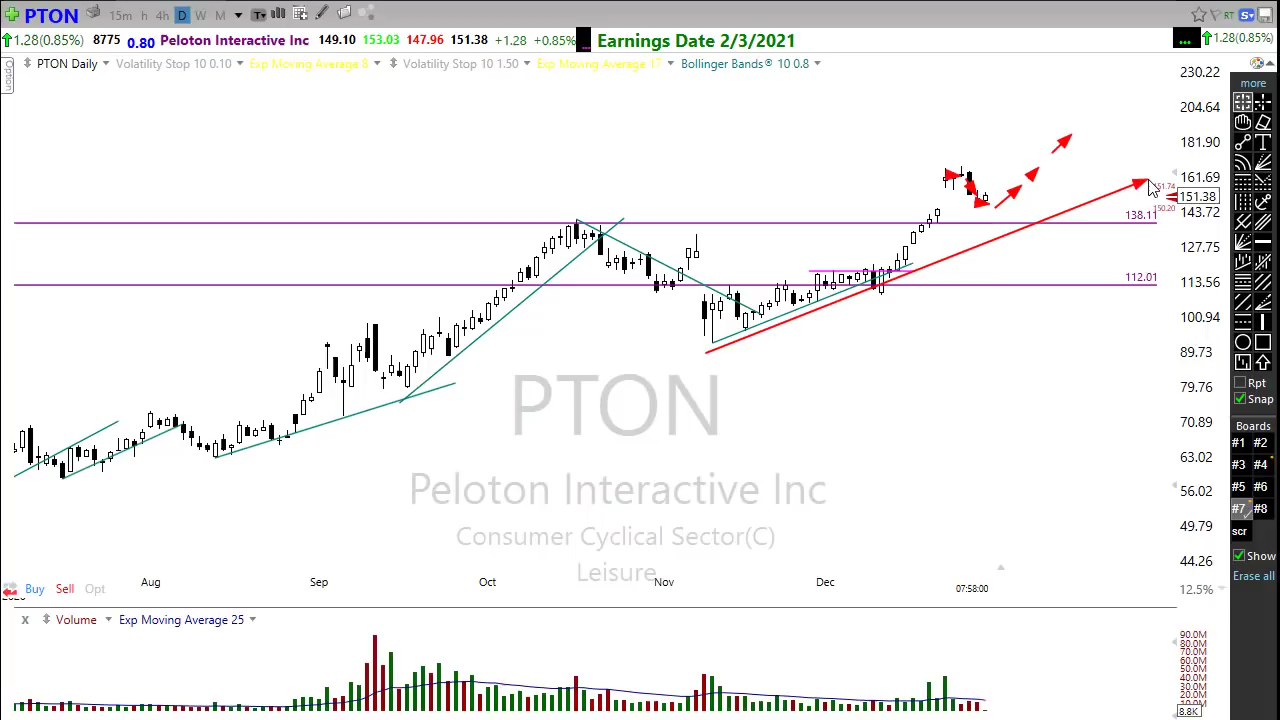 PTON 15m h 4h D W M T RT S
1.28(0.85%) 8775 0.80 Peloton Interactive Inc 149.10 153.03 147.96 151.38 +1.28 +0.85% ... Earnings Date 2/3/2021 ... 1.28(0.85%)
Option
PTON Daily Volatility Stop 10 0.10 Exp Moving Average 8 Volatility Stop 10 1.50 Exp Moving Average 17 Bollinger Bands® 10 0.8
230.22
204.64
181.90
161.69
151.74
151.38
150.20
143.72
138.11
127.75
112.01
113.56
100.94
89.73
79.76
70.89
63.02
56.02
49.79
44.26
12.5%
PTON
Peloton Interactive Inc
Consumer Cyclical Sector(C)
Leisure
Buy Sell Opt
Aug Sep Oct Nov Dec 07:58:00
x Volume Exp Moving Average 25
90.0M
80.0M
70.0M
60.0M
50.0M
40.0M
30.0M
20.0M
10.0M
8.8K
more
T
Rpt
Snap
Boards
#1 #2
#3 #4
#5 #6
#7 #8
scr
Show
Erase all